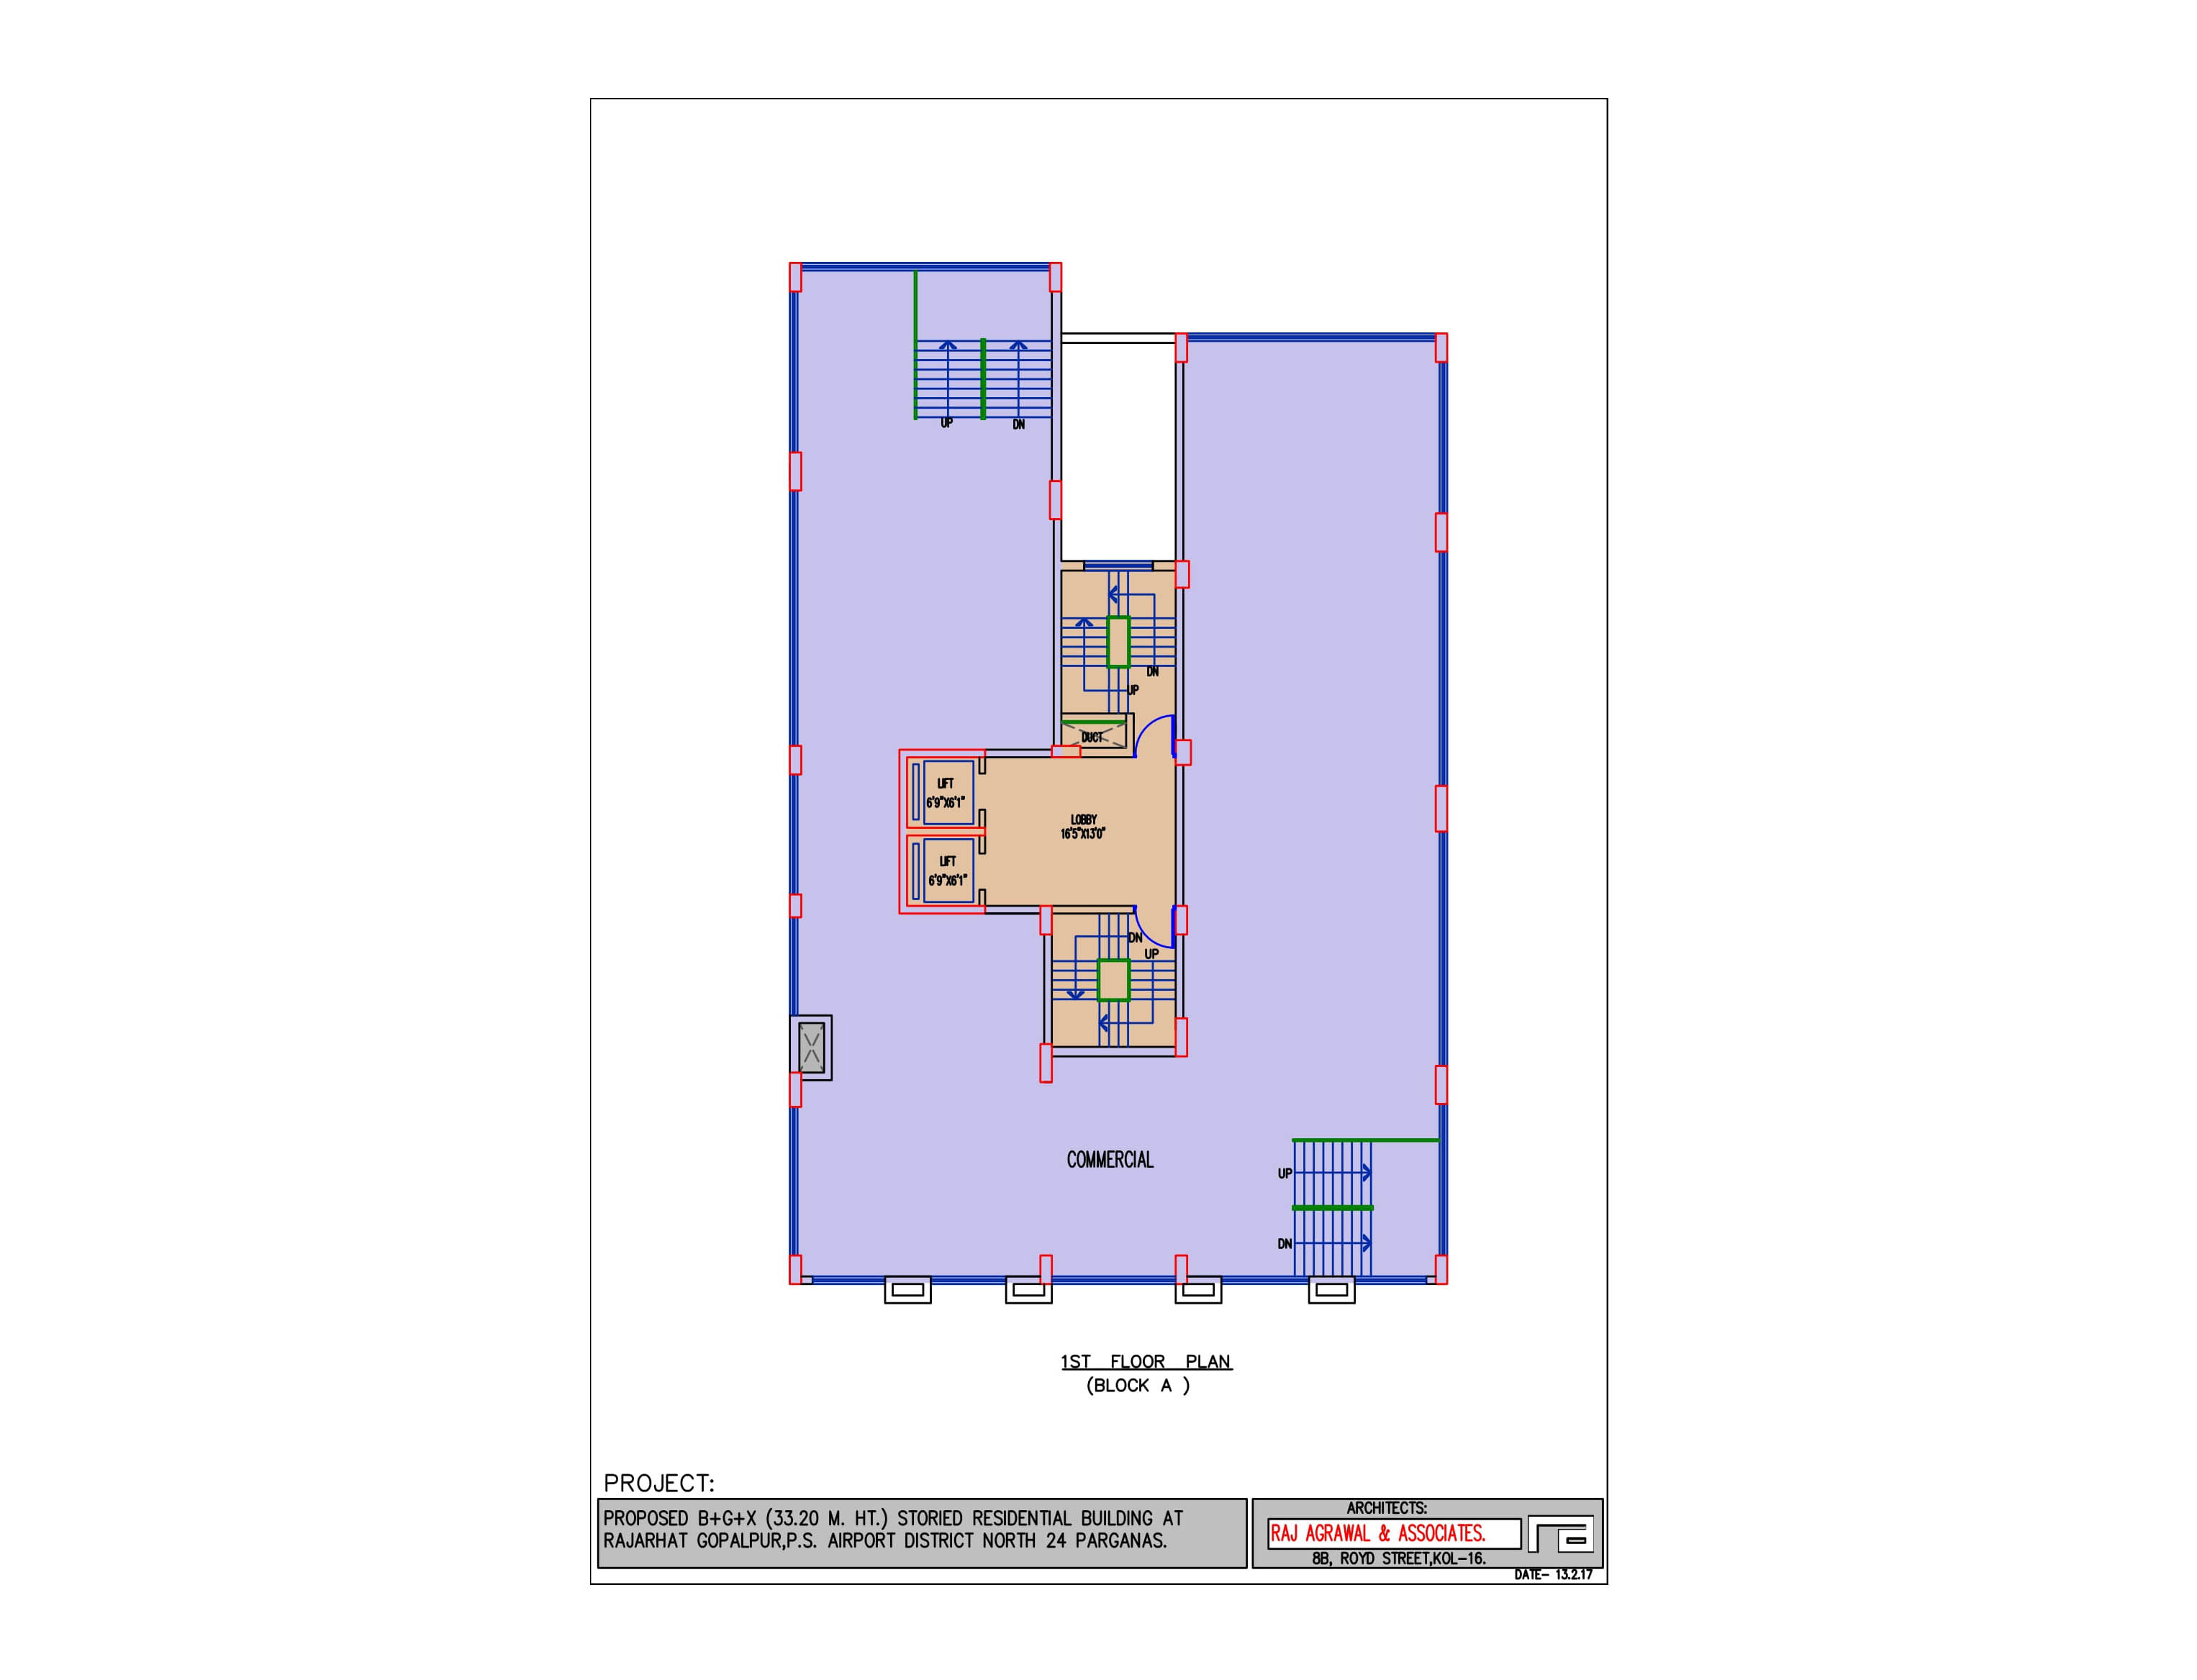 UP
DN
DN
UP
DUCT
LIFT
6'9"X6'1"
LOBBY
16'5"X13'0"
LIFT
6'9"X6'1"
DN
UP
COMMERCIAL
UP
DN
1ST FLOOR PLAN
(BLOCK A )
PROJECT:
PROPOSED B+G+X (33.20 M. HT.) STORIED RESIDENTIAL BUILDING AT
RAJARHAT GOPALPUR,P.S. AIRPORT DISTRICT NORTH 24 PARGANAS.
ARCHITECTS:
RAJ AGRAWAL & ASSOCIATES.
8B, ROYD STREET,KOL-16.
DATE- 13.2.17